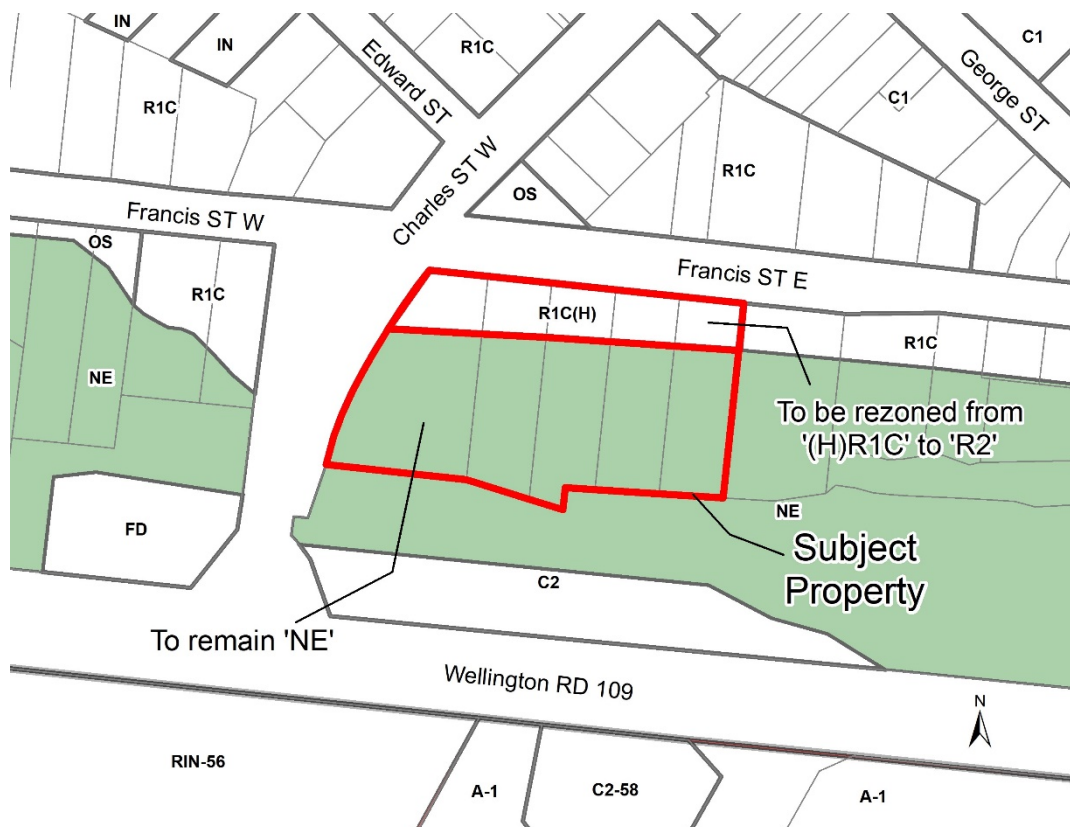 IN
IN
R1C
C1
Edward ST
George ST
C1
R1C
Charles ST W
R1C
OS
Francis ST W
OS
R1C
Francis ST E
R1C(H)
R1C
NE
To be rezoned from
'(H)R1C' to 'R2'
NE
FD
Subject
Property
C2
To remain 'NE'
Wellington RD 109
N
RIN-56
A-1
C2-58
A-1